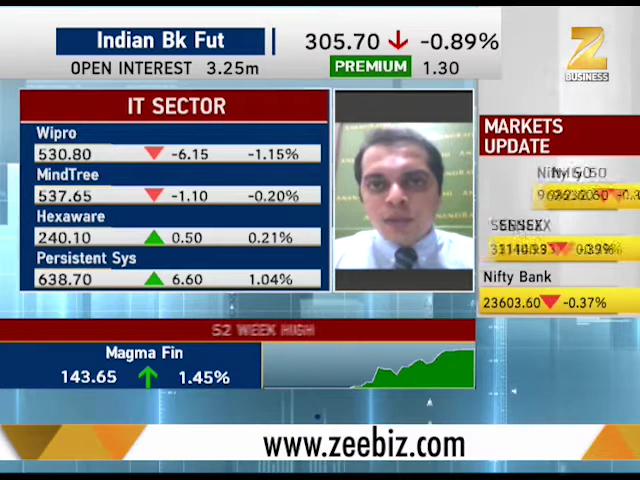 Indian Bk Fut
305.70 -0.89%
OPEN INTEREST 3.25m
PREMIUM 1.30
Z
BUSINESS
IT SECTOR
Wipro
530.80 -6.15 -1.15%
MindTree
537.65 -1.10 -0.20%
Hexaware
240.10 0.50 0.21%
Persistent Sys
638.70 6.60 1.04%
MARKETS
UPDATE
SENSEX
Nifty Bank
23603.60 -0.37%
52 WEEK HIGH
Magma Fin
143.65 1.45%
www.zeebiz.com